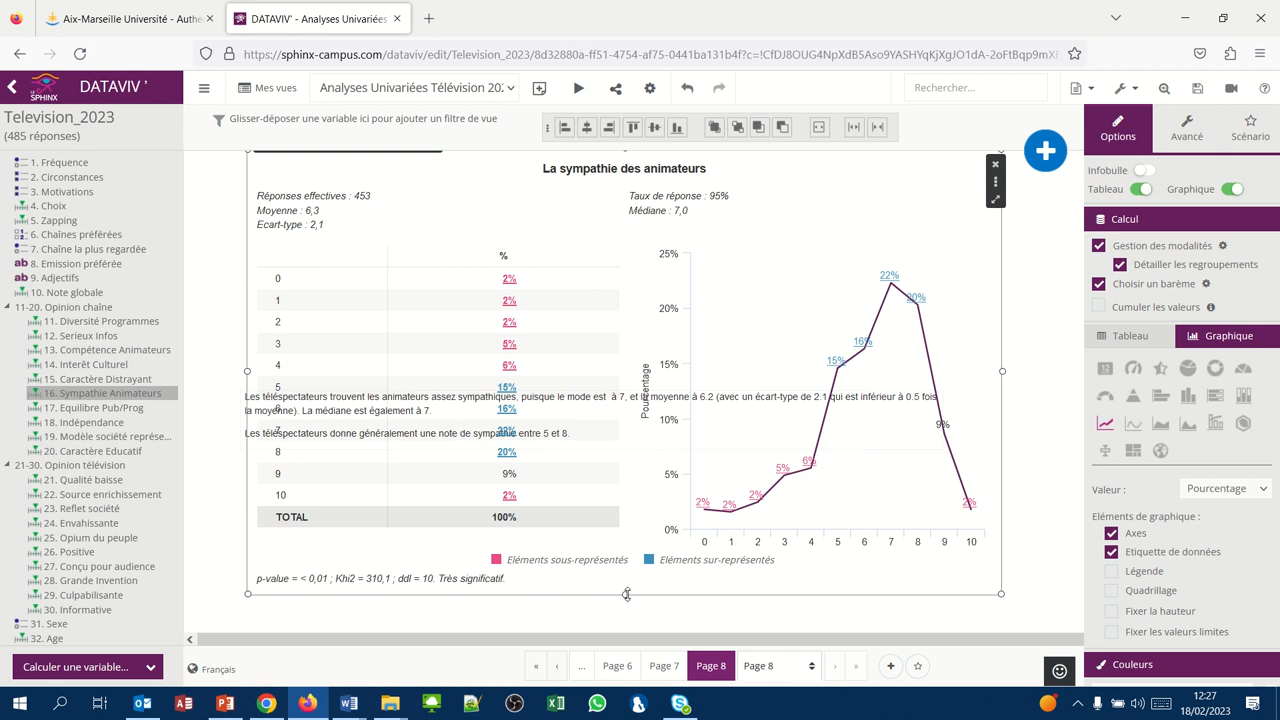 Aix-Marseille Université - Authe
DATAVIV' - Analyses Univariées
https://sphinx-campus.com/dataviv/edit/Television_2023/8d32880a-ff51-4754-af75-0441ba131b4f?c=!CfDJ8OUG4NpXdB5Aso9YASHYqKjXgJO1dA-2oFtBqp9mXF
LE SPHINX
DATAVIV '
Mes vues
Analyses Univariées Télévision 202
Rechercher...
Television_2023
(485 réponses)
Glisser-déposer une variable ici pour ajouter un filtre de vue
1. Fréquence
2. Circonstances
3. Motivations
4. Choix
5. Zapping
6. Chaînes préférées
7. Chaîne la plus regardée
ab 8. Emission préférée
ab 9. Adjectifs
10. Note globale
11-20. Opinion chaîne
11. Diversité Programmes
12. Serieux Infos
13. Compétence Animateurs
14. Interêt Culturel
15. Caractère Distrayant
16. Sympathie Animateurs
17. Equilibre Pub/Prog
18. Indépendance
19. Modèle société représe...
20. Caractère Educatif
21-30. Opinion télévision
21. Qualité baisse
22. Source enrichissement
23. Reflet société
24. Envahissante
25. Opium du peuple
26. Positive
27. Conçu pour audience
28. Grande Invention
29. Culpabilisante
30. Informative
31. Sexe
32. Age
Calculer une variable...
La sympathie des animateurs
Réponses effectives : 453
Moyenne : 6,3
Ecart-type : 2,1
Taux de réponse : 95%
Médiane : 7,0
%
0 2%
1 2%
2 2%
3 5%
4 6%
5 15%
6 16%
7 22%
8 20%
9 9%
10 2%
TOTAL 100%
Les téléspectateurs trouvent les animateurs assez sympathiques, puisque le mode est à 7, et la moyenne à 6.2 (avec un écart-type de 2.1 qui est inférieur à 0.5 fois
la moyenne). La médiane est également à 7.
Les téléspectateurs donne généralement une note de sympathie entre 5 et 8.
Pourcentage
25%
20%
15%
10%
5%
0%
2% 1% 2% 5% 6% 15% 16% 22% 20% 9% 2%
0 1 2 3 4 5 6 7 8 9 10
Eléments sous-représentés
Eléments sur-représentés
p-value = < 0,01 ; Khi2 = 310,1 ; ddl = 10. Très significatif.
Français
« ‹ ... Page 6 Page 7 Page 8 Page 8 › »
Options
Avancé
Scénario
Infobulle
Tableau
Graphique
Calcul
Gestion des modalités
Détailler les regroupements
Choisir un barème
Cumuler les valeurs
Tableau
Graphique
Valeur :
Pourcentage
Eléments de graphique :
Axes
Etiquette de données
Légende
Quadrillage
Fixer la hauteur
Fixer les valeurs limites
Couleurs
12:27
18/02/2023